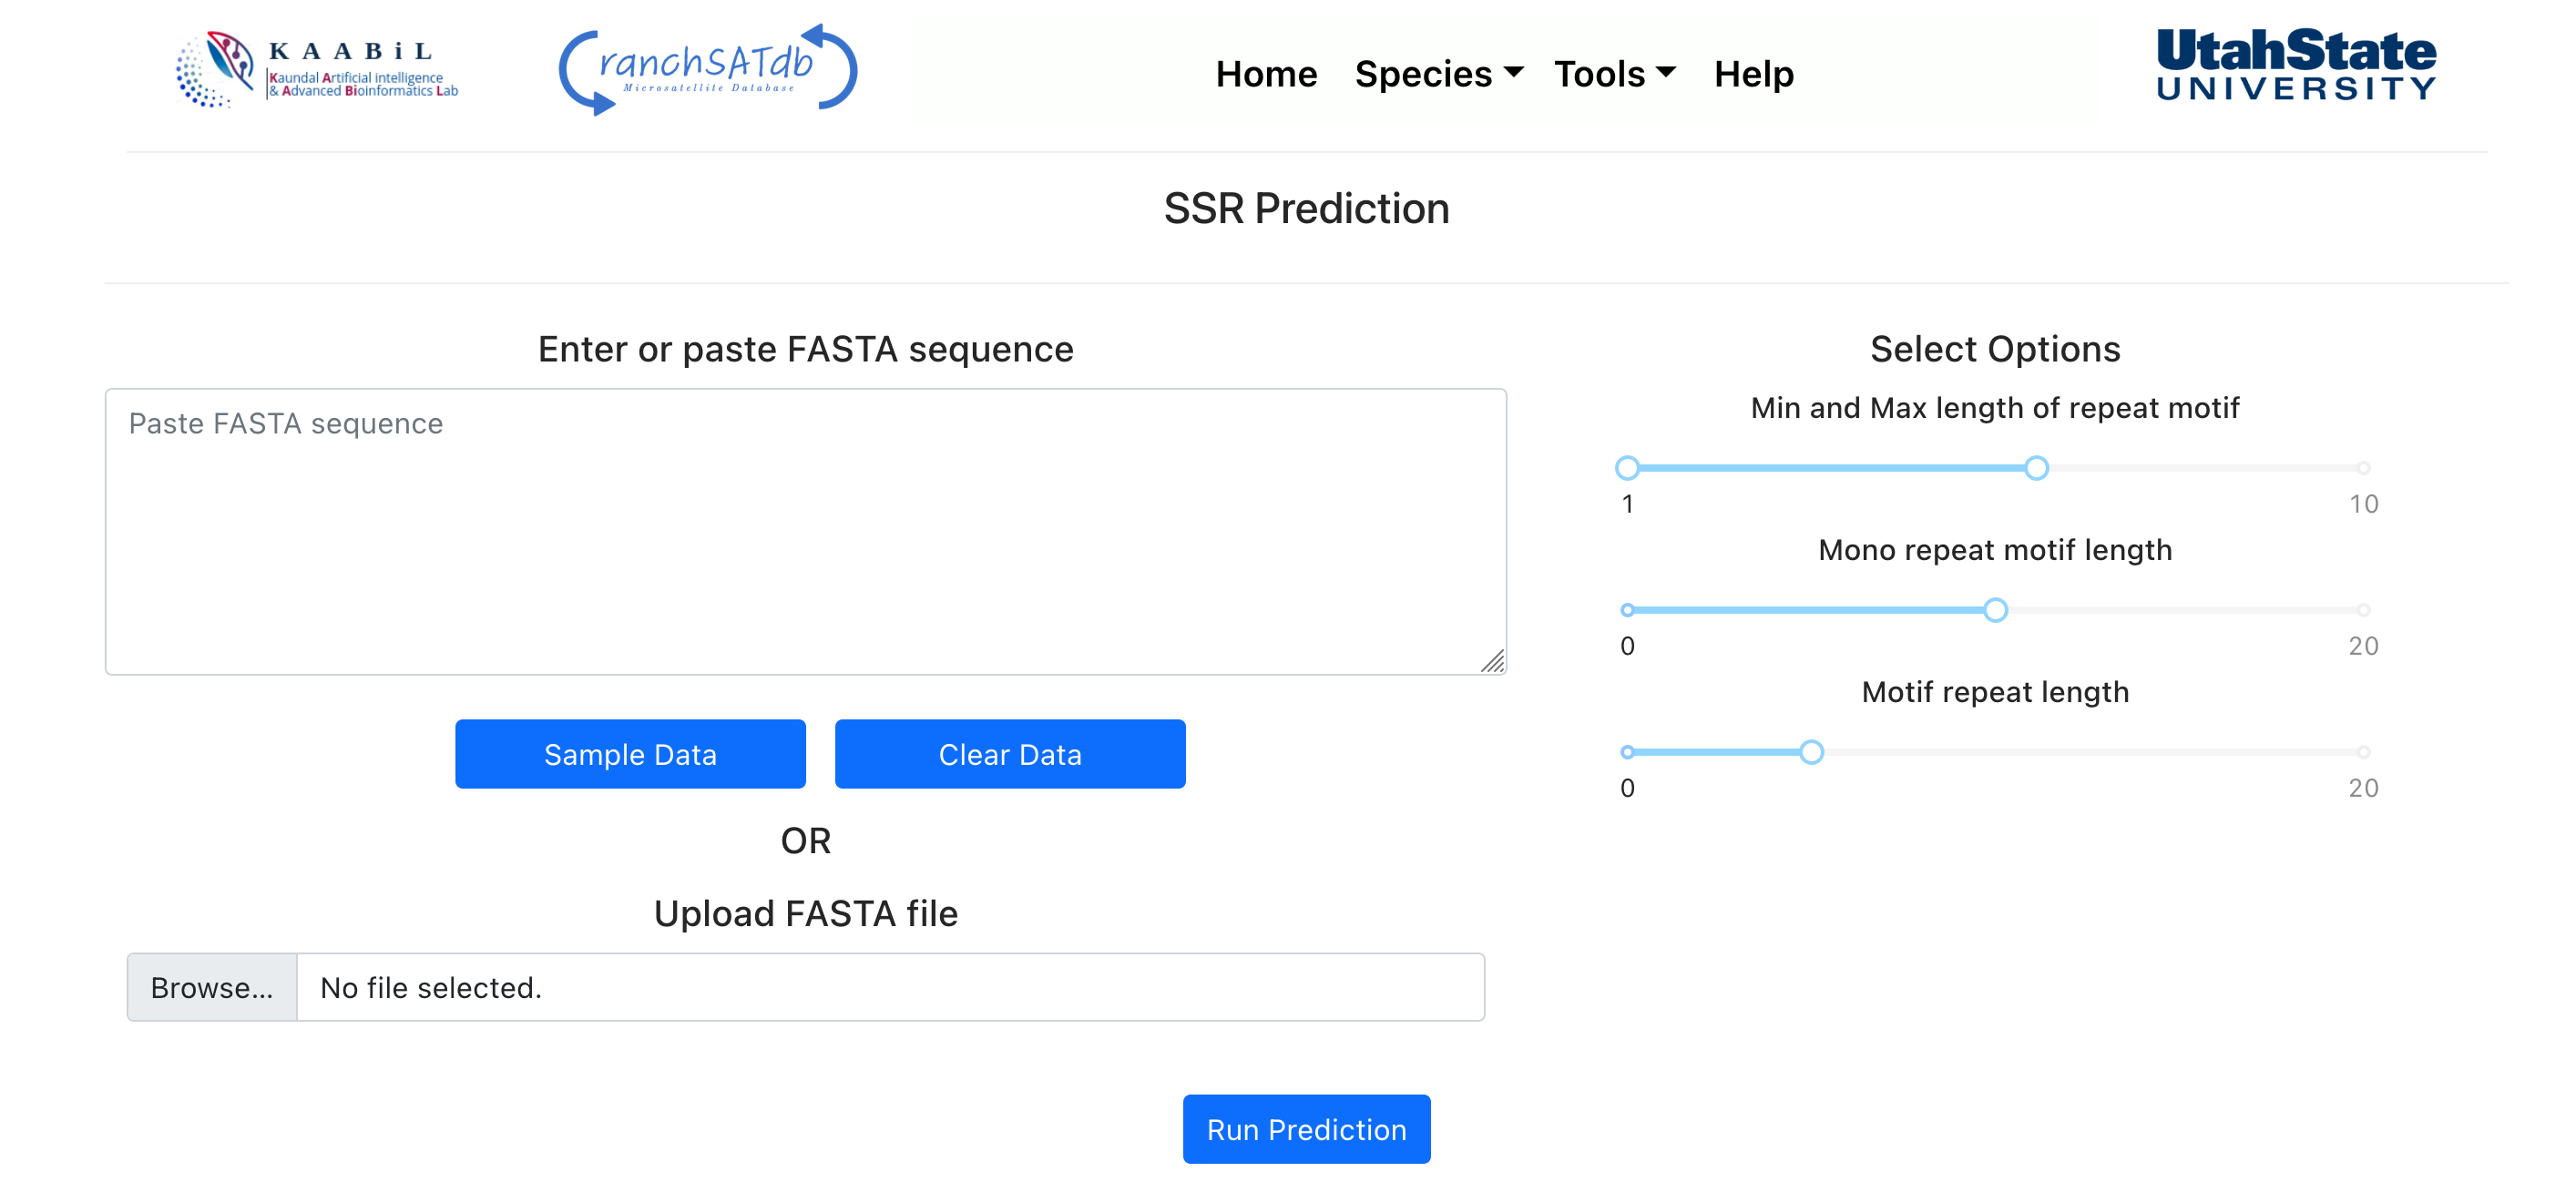 KAABiL
Kaundal Artificial intelligence
& Advanced Bioinformatics Lab
ranchSATdb
Microsatellite Database
Home Species Tools Help
UtahState
UNIVERSITY
SSR Prediction
Enter or paste FASTA sequence
Paste FASTA sequence
Sample Data Clear Data
OR
Upload FASTA file
Browse... No file selected.
Select Options
Min and Max length of repeat motif
1 10
Mono repeat motif length
0 20
Motif repeat length
0 20
Run Prediction